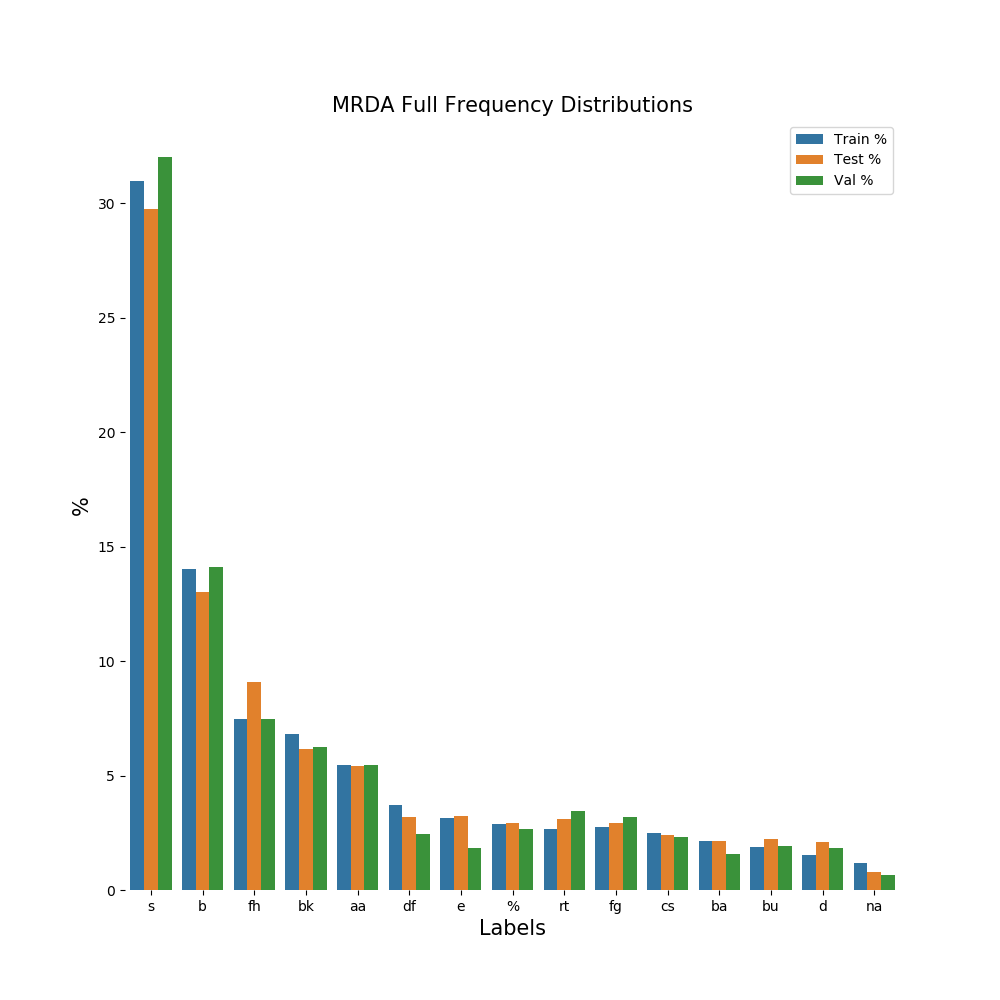 MRDA Full Frequency Distributions
Train %
Test %
Val %
30
25
20
15
10
5
0
%
s b fh bk aa df e % rt fg cs ba bu d na
Labels